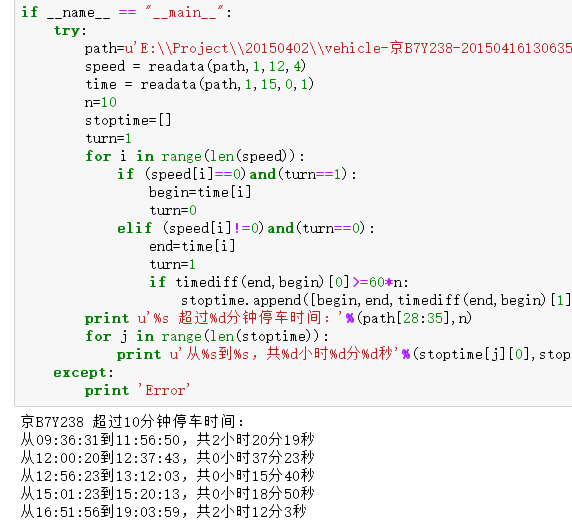 if __name__ == "__main__":
    try:
        path=u'E:\\Project\\20150402\\vehicle-京B7Y238-20150416130635
        speed = readata(path,1,12,4)
        time = readata(path,1,15,0,1)
        n=10
        stoptime=[]
        turn=1
        for i in range(len(speed)):
            if (speed[i]==0)and(turn==1):
                begin=time[i]
                turn=0
            elif (speed[i]!=0)and(turn==0):
                end=time[i]
                turn=1
                if timediff(end,begin)[0]>=60*n:
                    stoptime.append([begin,end,timediff(end,begin)[1]
        print u'%s 超过%d分钟停车时间：'%(path[28:35],n)
        for j in range(len(stoptime)):
            print u'从%s到%s，共%d小时%d分%d秒'%(stoptime[j][0],stop
    except:
        print 'Error'
京B7Y238 超过10分钟停车时间：
从09:36:31到11:56:50，共2小时20分19秒
从12:00:20到12:37:43，共0小时37分23秒
从12:56:23到13:12:03，共0小时15分40秒
从15:01:23到15:20:13，共0小时18分50秒
从16:51:56到19:03:59，共2小时12分3秒